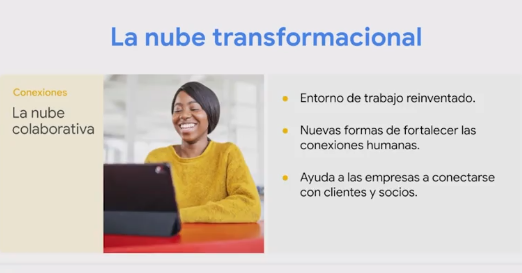 La nube transformacional
Conexiones
La nube
colaborativa
Entorno de trabajo reinventado.
Nuevas formas de fortalecer las
conexiones humanas.
Ayuda a las empresas a conectarse
con clientes y socios.